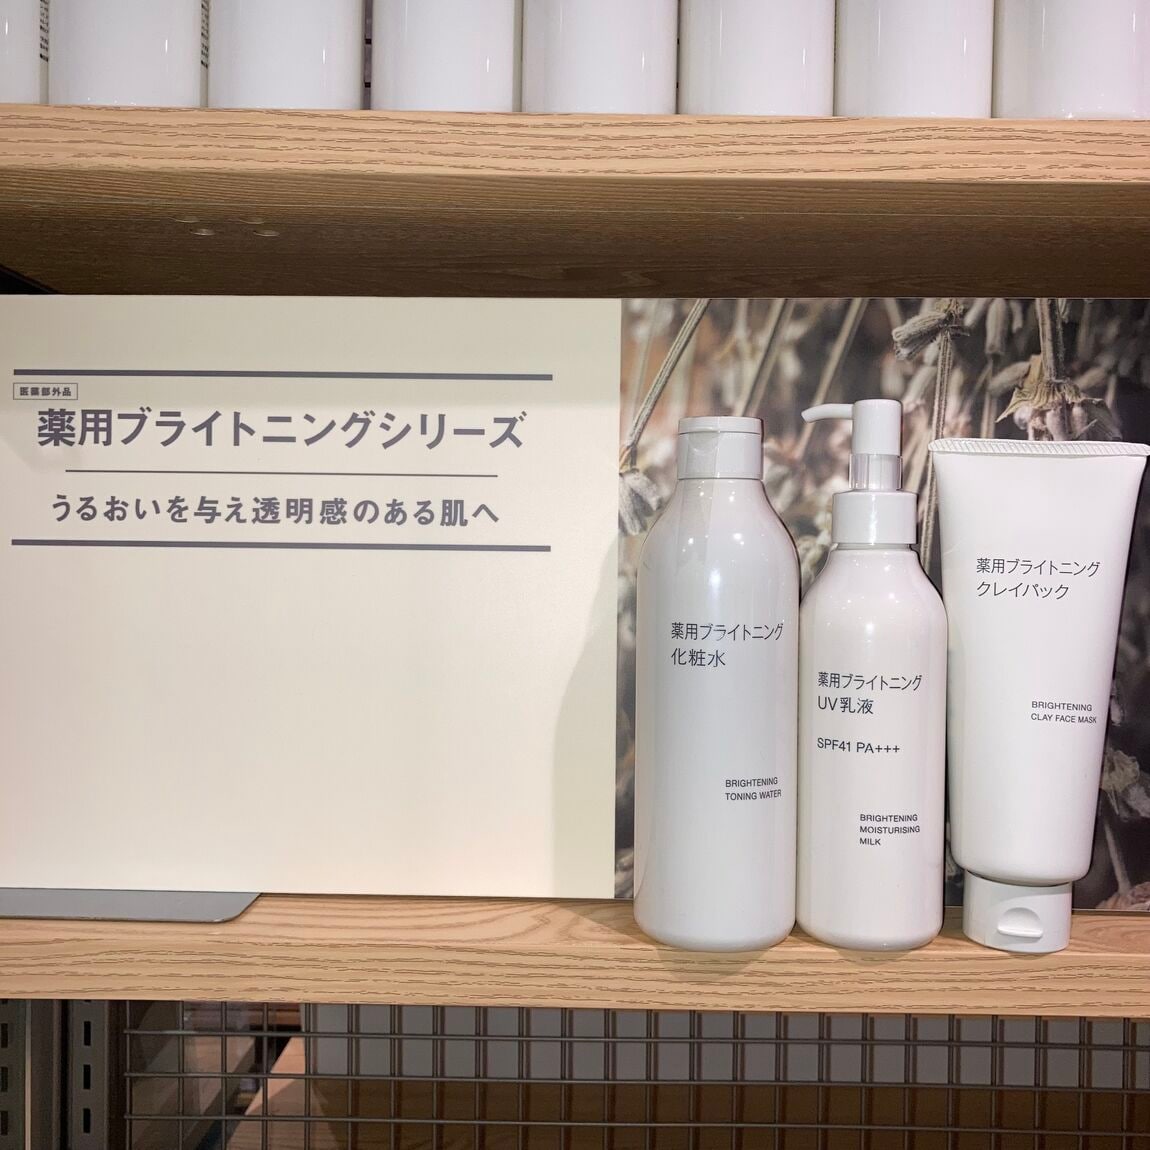 医薬部外品
薬用ブライトニングシリーズ
うるおいを与え透明感のある肌へ
薬用ブライトニング
化粧水
BRIGHTENING
TONING WATER
薬用ブライトニング
UV乳液
SPF41 PA+++
BRIGHTENING
MOISTURISING
MILK
薬用ブライトニング
クレイパック
BRIGHTENING
CLAY FACE MASK